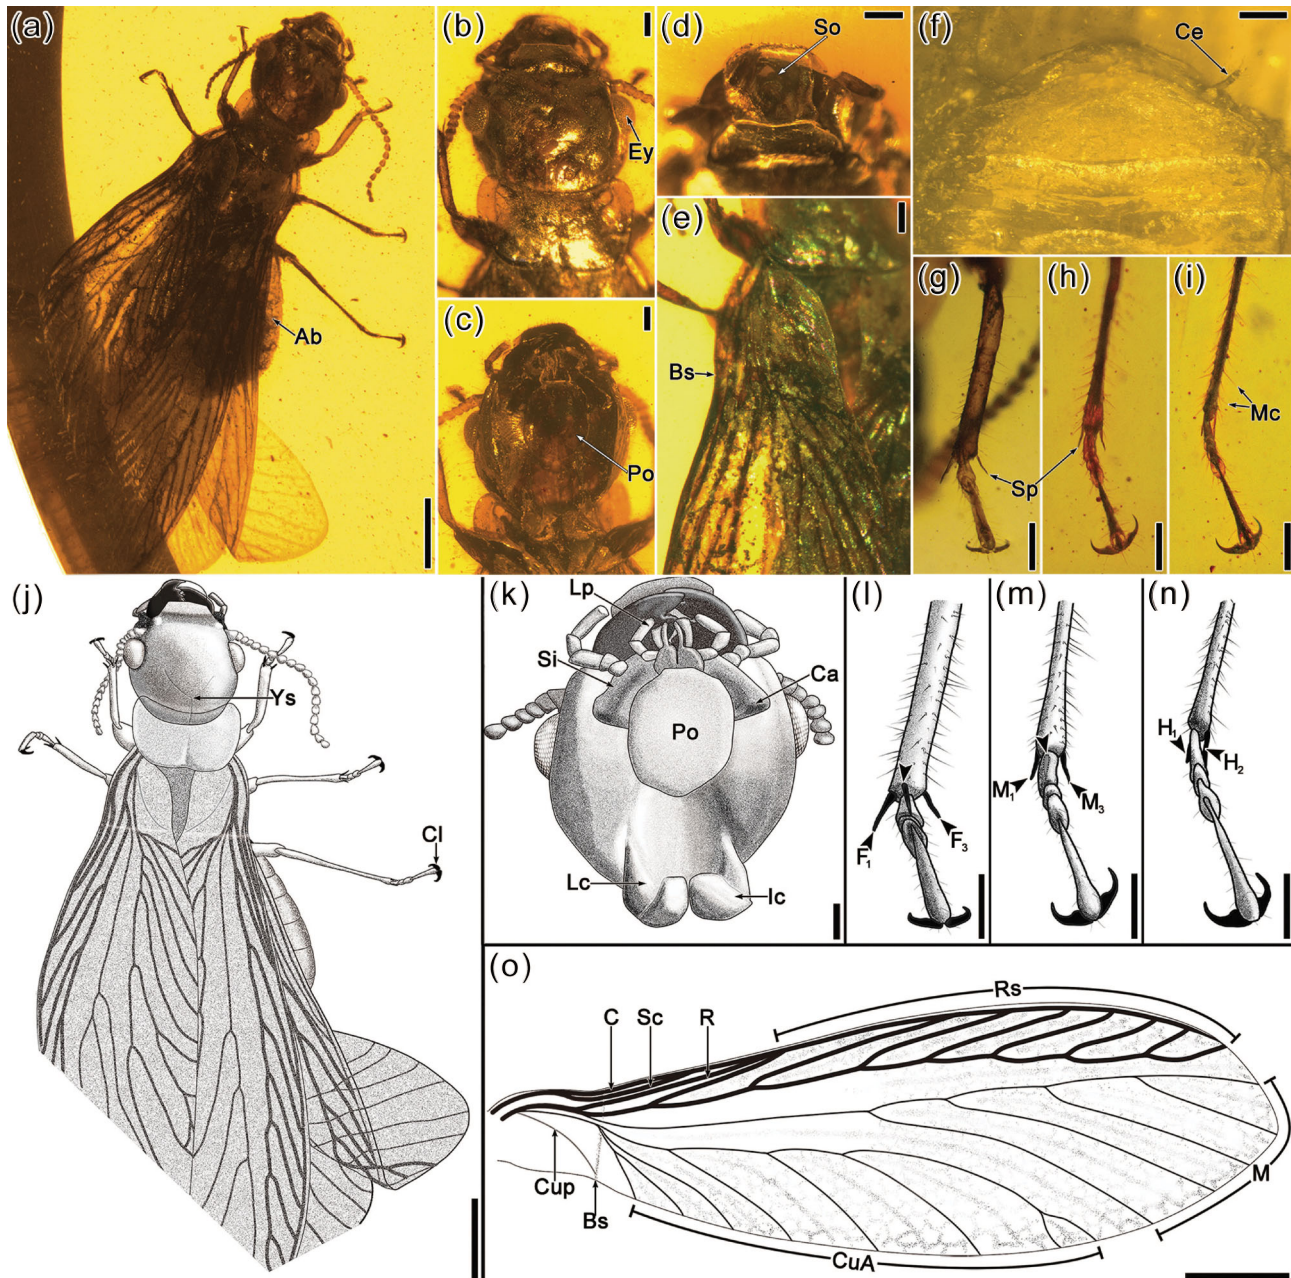 (a)
Ab
(b)
Ey
(c)
Po
(d)
So
(e)
Bs
(f)
Ce
(g)
Sp
(h)
(i)
Mc
(j)
Ys
Cl
(k)
Lp
Si
Ca
Po
Lc
Ic
(l)
F₁
F₃
(m)
M₁
M₃
(n)
H₁
H₂
(o)
C
Sc
R
Rs
M
CuA
Cup
Bs